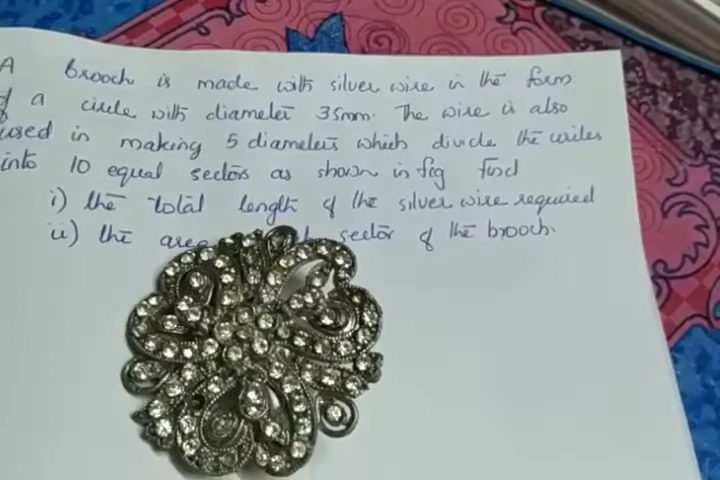 A brooch is made with silver wire in the form
of a circle with diameter 35mm. The wire is also
used in making 5 diameters which divide the circles
into 10 equal sectors as shown in fig find
i) the total length of the silver wire required
ii) the area sector of the brooch.